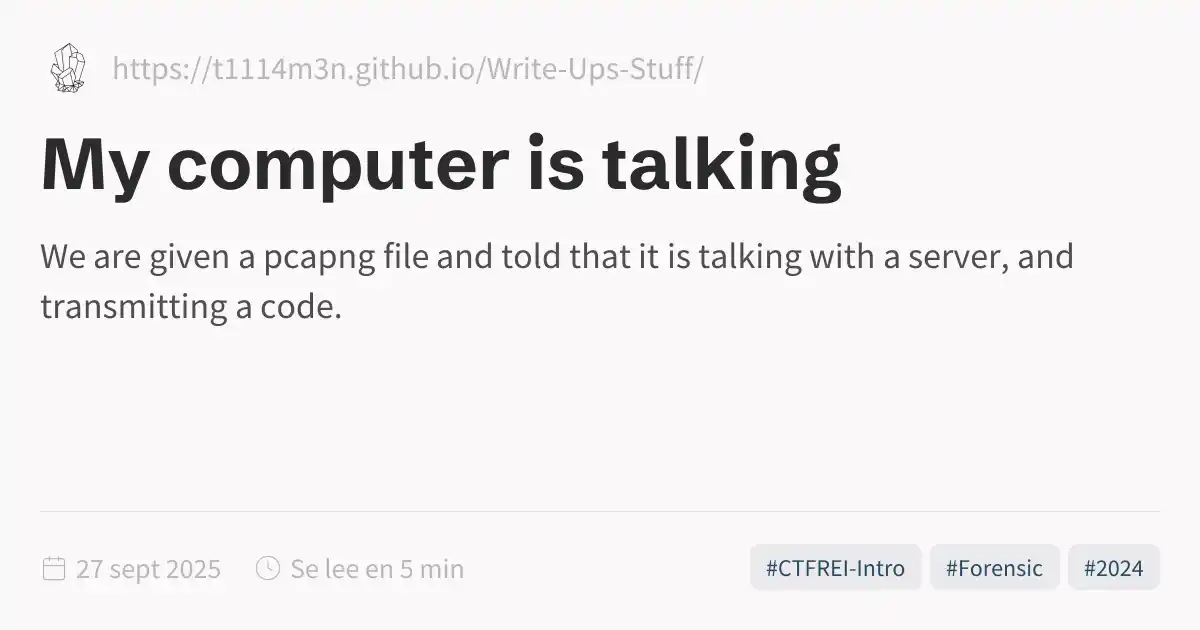 https://t1114m3n.github.io/Write-Ups-Stuff/
My computer is talking
We are given a pcapng file and told that it is talking with a server, and
transmitting a code.
27 sept 2025 Se lee en 5 min #CTFREI-Intro #Forensic #2024